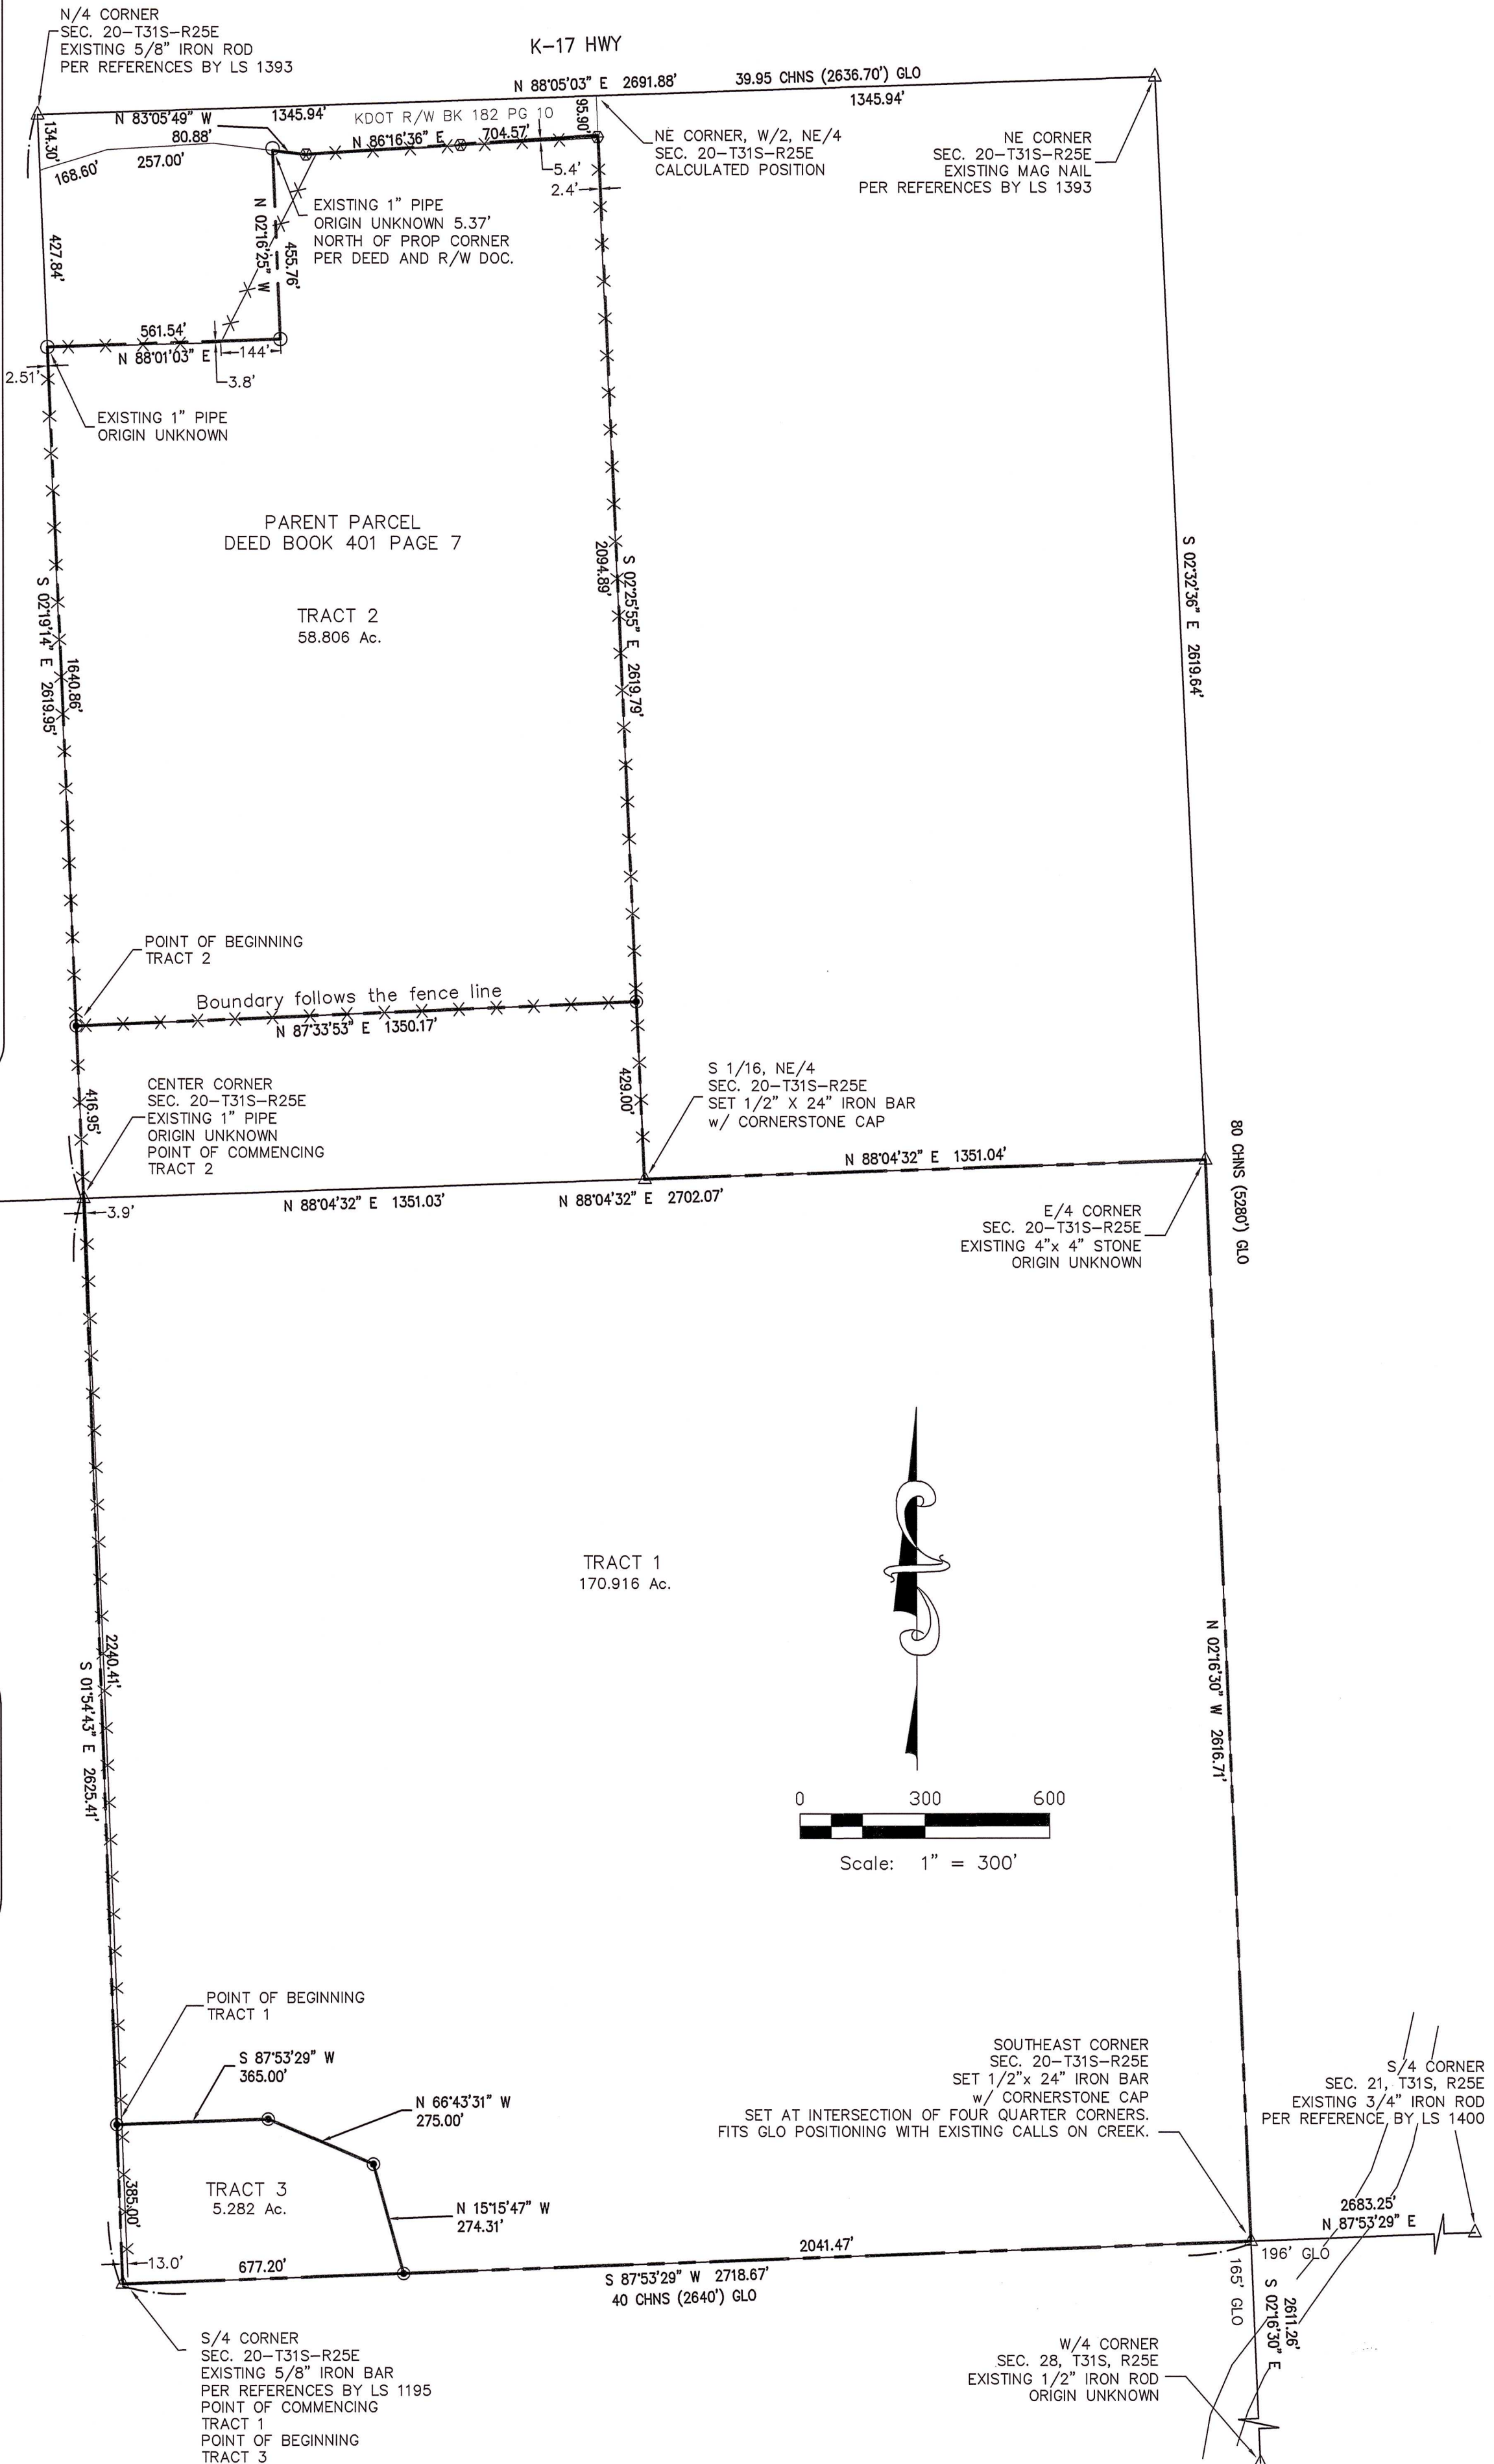 N/4 CORNER
SEC. 20-T31S-R25E
EXISTING 5/8" IRON ROD
PER REFERENCES BY LS 1393
K-17 HWY
N 88°05'03" E 2691.88'
39.95 CHNS (2636.70') GLO
1345.94'
1345.94'
N 83°05'49" W
80.88'
KDOT R/W BK 182 PG 10
N 86°16'36" E
704.57'
95.90'
134.30'
168.60'
257.00'
5.4'
2.4'
NE CORNER, W/2, NE/4
SEC. 20-T31S-R25E
CALCULATED POSITION
NE CORNER
SEC. 20-T31S-R25E
EXISTING MAG NAIL
PER REFERENCES BY LS 1393
EXISTING 1" PIPE
ORIGIN UNKNOWN 5.37'
NORTH OF PROP CORNER
PER DEED AND R/W DOC.
N 02°16'25" W
455.76'
427.84'
561.54'
N 88°01'03" E
144'
3.8'
2.51'
EXISTING 1" PIPE
ORIGIN UNKNOWN
PARENT PARCEL
DEED BOOK 401 PAGE 7
TRACT 2
58.806 Ac.
S 02°19'14" E 2619.95'
1640.86'
2094.89'
S 02°25'55" E 2619.79'
S 02°32'36" E 2619.64'
POINT OF BEGINNING
TRACT 2
Boundary follows the fence line
N 87°33'53" E 1350.17'
CENTER CORNER
SEC. 20-T31S-R25E
EXISTING 1" PIPE
ORIGIN UNKNOWN
POINT OF COMMENCING
TRACT 2
416.95'
429.00'
S 1/16, NE/4
SEC. 20-T31S-R25E
SET 1/2" X 24" IRON BAR
w/ CORNERSTONE CAP
N 88°04'32" E 1351.04'
80 CHNS (5280') GLO
3.9'
N 88°04'32" E 1351.03'
N 88°04'32" E 2702.07'
E/4 CORNER
SEC. 20-T31S-R25E
EXISTING 4"x 4" STONE
ORIGIN UNKNOWN
TRACT 1
170.916 Ac.
2240.41'
S 01°54'43" E 2625.41'
N 02°16'30" W 2616.71'
0 300 600
Scale: 1" = 300'
POINT OF BEGINNING
TRACT 1
S 87°53'29" W
365.00'
N 66°43'31" W
275.00'
TRACT 3
5.282 Ac.
385.00'
N 15°15'47" W
274.31'
13.0'
677.20'
2041.47'
S 87°53'29" W 2718.67'
40 CHNS (2640') GLO
SOUTHEAST CORNER
SEC. 20-T31S-R25E
SET 1/2"x 24" IRON BAR
w/ CORNERSTONE CAP
SET AT INTERSECTION OF FOUR QUARTER CORNERS.
FITS GLO POSITIONING WITH EXISTING CALLS ON CREEK.
S/4 CORNER
SEC. 21, T31S, R25E
EXISTING 3/4" IRON ROD
PER REFERENCE BY LS 1400
2683.25'
N 87°53'29" E
196' GLO
165' GLO
2611.26'
S 02°16'30" E
S/4 CORNER
SEC. 20-T31S-R25E
EXISTING 5/8" IRON BAR
PER REFERENCES BY LS 1195
POINT OF COMMENCING
TRACT 1
POINT OF BEGINNING
TRACT 3
W/4 CORNER
SEC. 28, T31S, R25E
EXISTING 1/2" IRON ROD
ORIGIN UNKNOWN